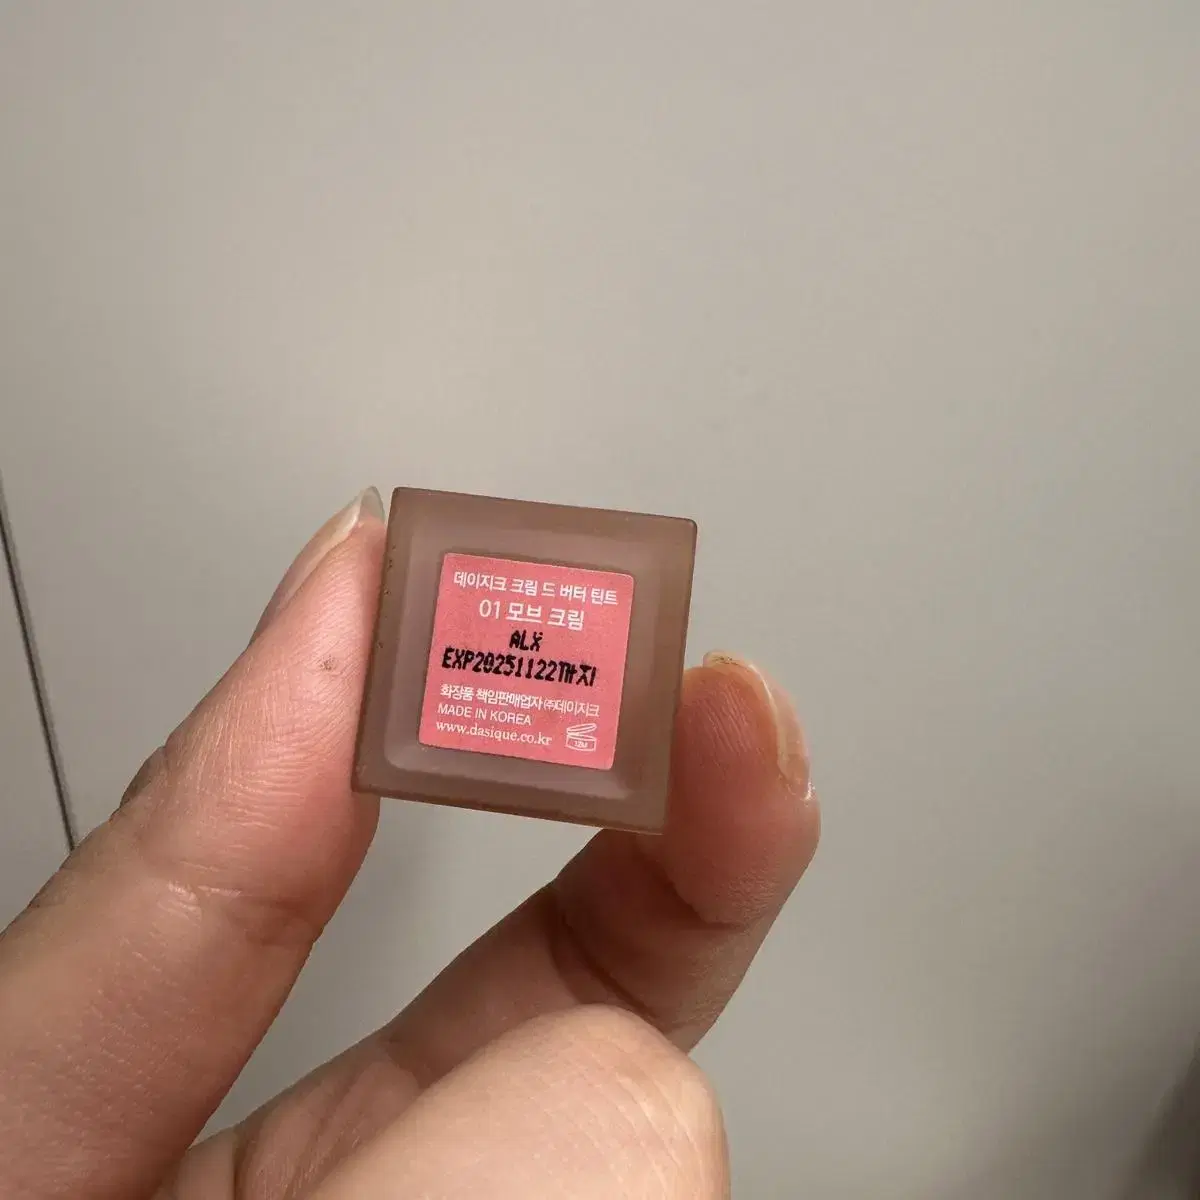 데이지크 크림 드 버터 틴트
01 모브 크림
ALX
EXP20251122까지
화장품 책임판매업자 ㈜데이지크
MADE IN KOREA
www.dasique.co.kr
12M